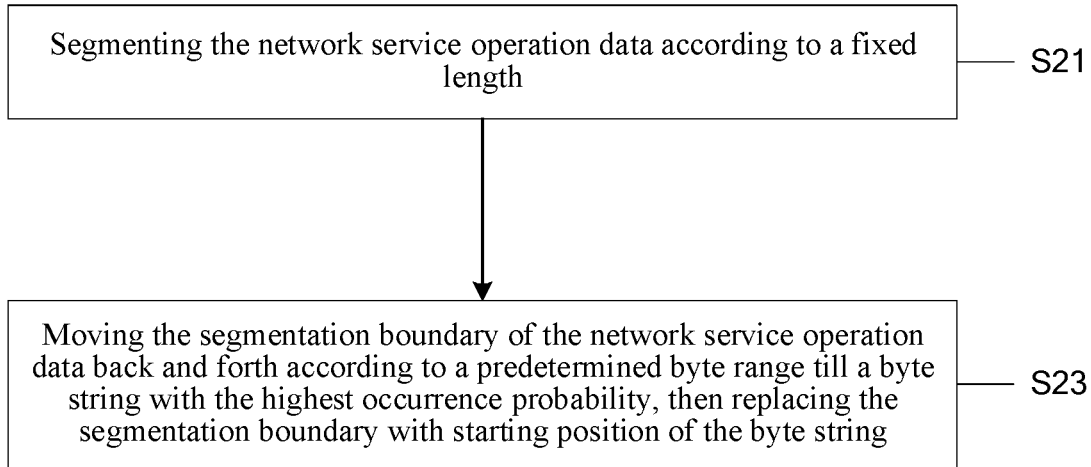 Segmenting the network service operation data according to a fixed
length
S21
Moving the segmentation boundary of the network service operation
data back and forth according to a predetermined byte range till a byte
string with the highest occurrence probability, then replacing the
segmentation boundary with starting position of the byte string
S23